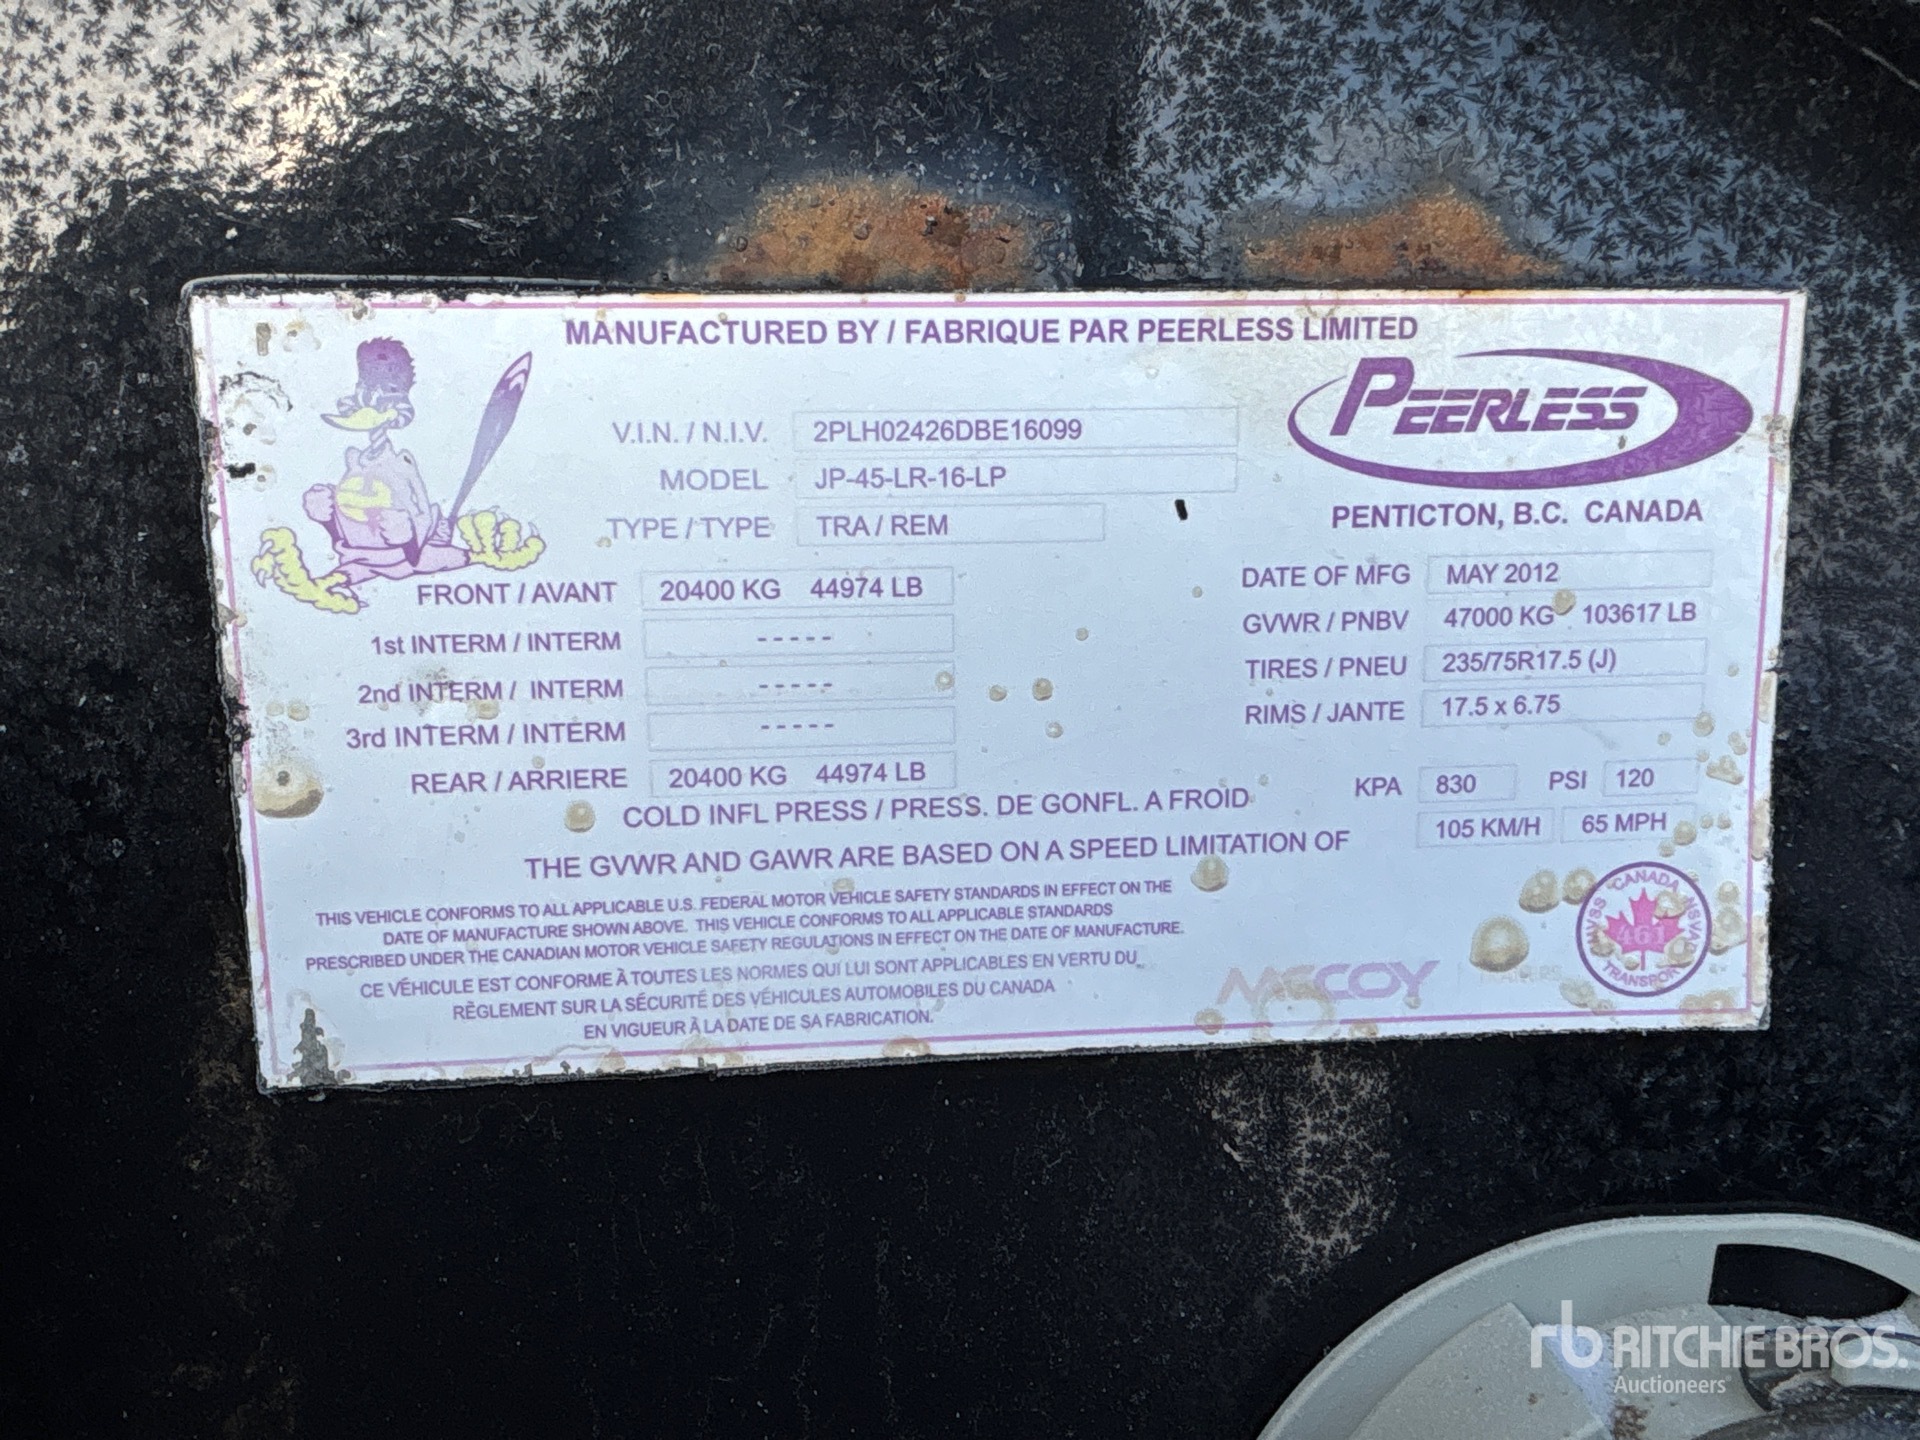 MANUFACTURED BY / FABRIQUE PAR PEERLESS LIMITED
PEERLESS
PENTICTON, B.C. CANADA
V.I.N. / N.I.V. 2PLH02426DBE16099
MODEL JP-45-LR-16-LP
TYPE / TYPE TRA / REM
FRONT / AVANT 20400 KG 44974 LB
1st INTERM / INTERM -----
2nd INTERM / INTERM -----
3rd INTERM / INTERM -----
REAR / ARRIERE 20400 KG 44974 LB
DATE OF MFG MAY 2012
GVWR / PNBV 47000 KG 103617 LB
TIRES / PNEU 235/75R17.5 (J)
RIMS / JANTE 17.5 x 6.75
COLD INFL PRESS / PRESS. DE GONFL. A FROID KPA 830 PSI 120
THE GVWR AND GAWR ARE BASED ON A SPEED LIMITATION OF 105 KM/H 65 MPH
THIS VEHICLE CONFORMS TO ALL APPLICABLE U.S. FEDERAL MOTOR VEHICLE SAFETY STANDARDS IN EFFECT ON THE
DATE OF MANUFACTURE SHOWN ABOVE. THIS VEHICLE CONFORMS TO ALL APPLICABLE STANDARDS
PRESCRIBED UNDER THE CANADIAN MOTOR VEHICLE SAFETY REGULATIONS IN EFFECT ON THE DATE OF MANUFACTURE.
CE VÉHICULE EST CONFORME À TOUTES LES NORMES QUI LUI SONT APPLICABLES EN VERTU DU
RÈGLEMENT SUR LA SÉCURITÉ DES VÉHICULES AUTOMOBILES DU CANADA
EN VIGUEUR À LA DATE DE SA FABRICATION.
MCCOY
CANADA
461
TRANSPORT
rb RITCHIE BROS.
Auctioneers